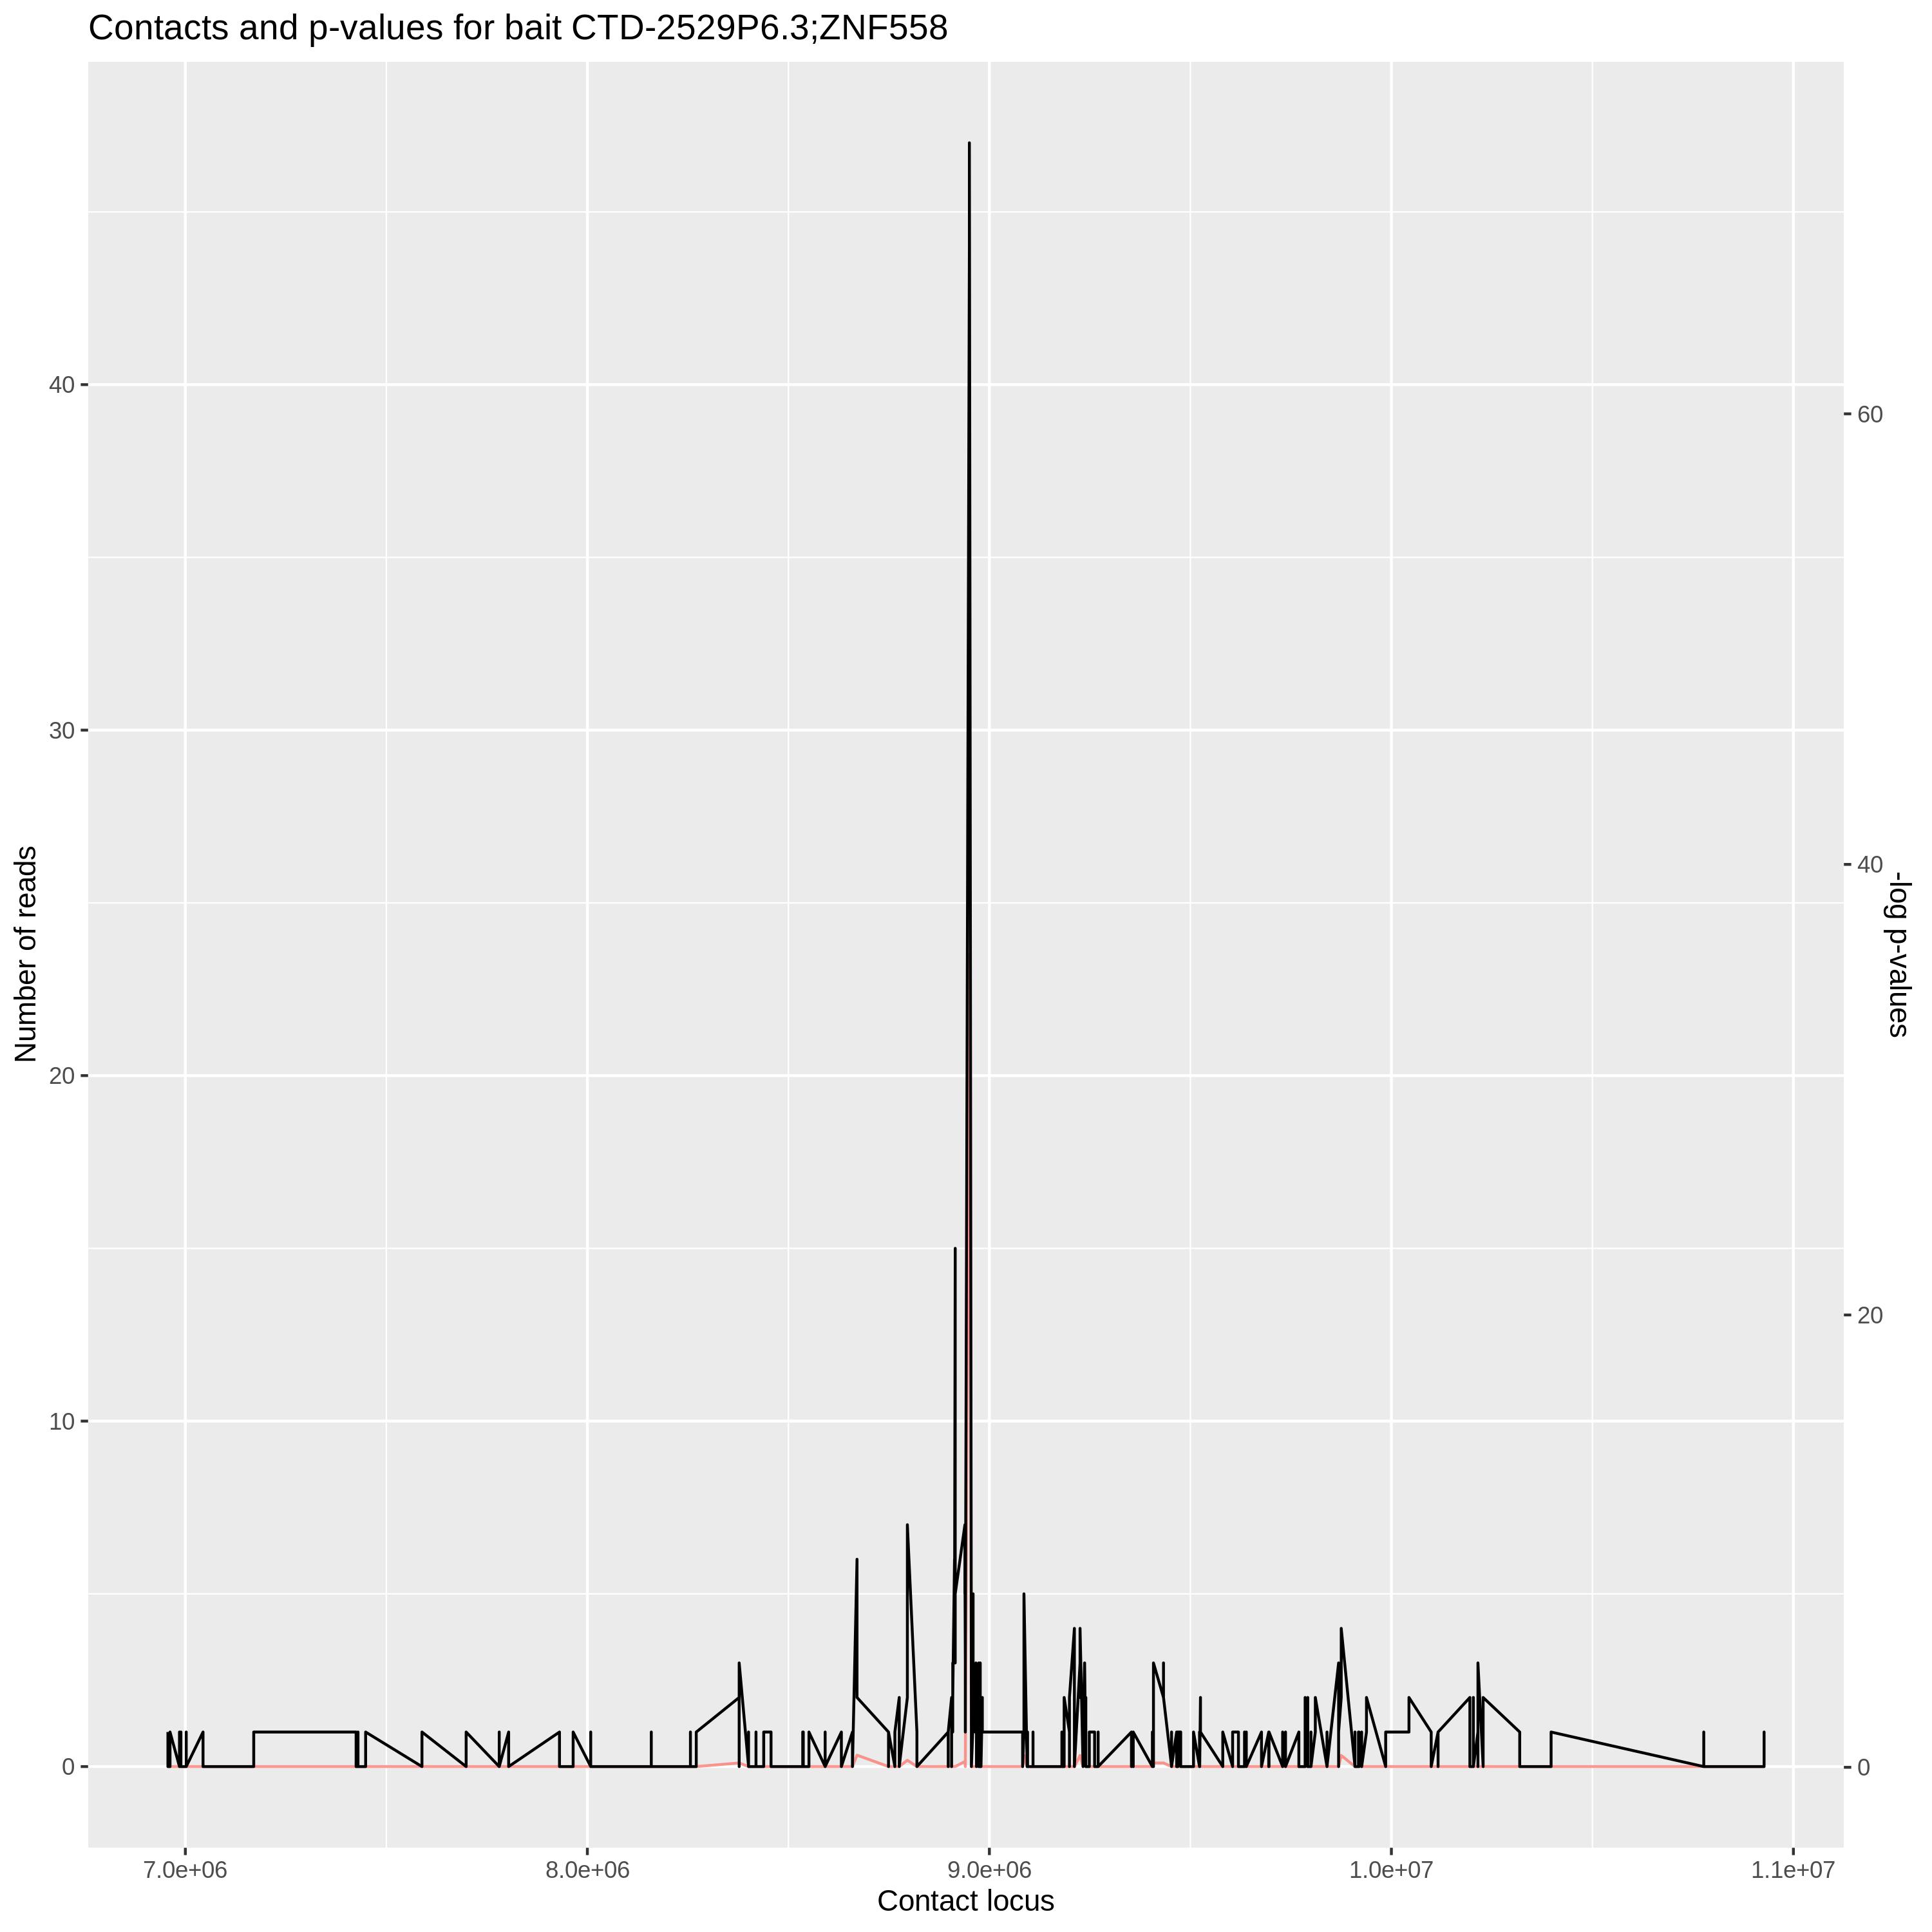 Contacts and p-values for bait CTD-2529P6.3;ZNF558
Number of reads
40
30
20
10
0
60
40
20
0
-log p-values
7.0e+06 8.0e+06 9.0e+06 1.0e+07 1.1e+07
Contact locus